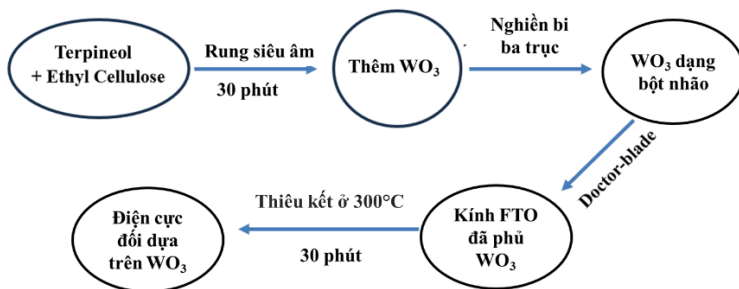 Terpineol
+ Ethyl Cellulose
Rung siêu âm
30 phút
Thêm WO₃
Nghiền bi
ba trục
WO₃ dạng
bột nhão
Doctor-blade
Kính FTO
đã phủ
WO₃
Thiêu kết ở 300°C
30 phút
Điện cực
đối dựa
trên WO₃